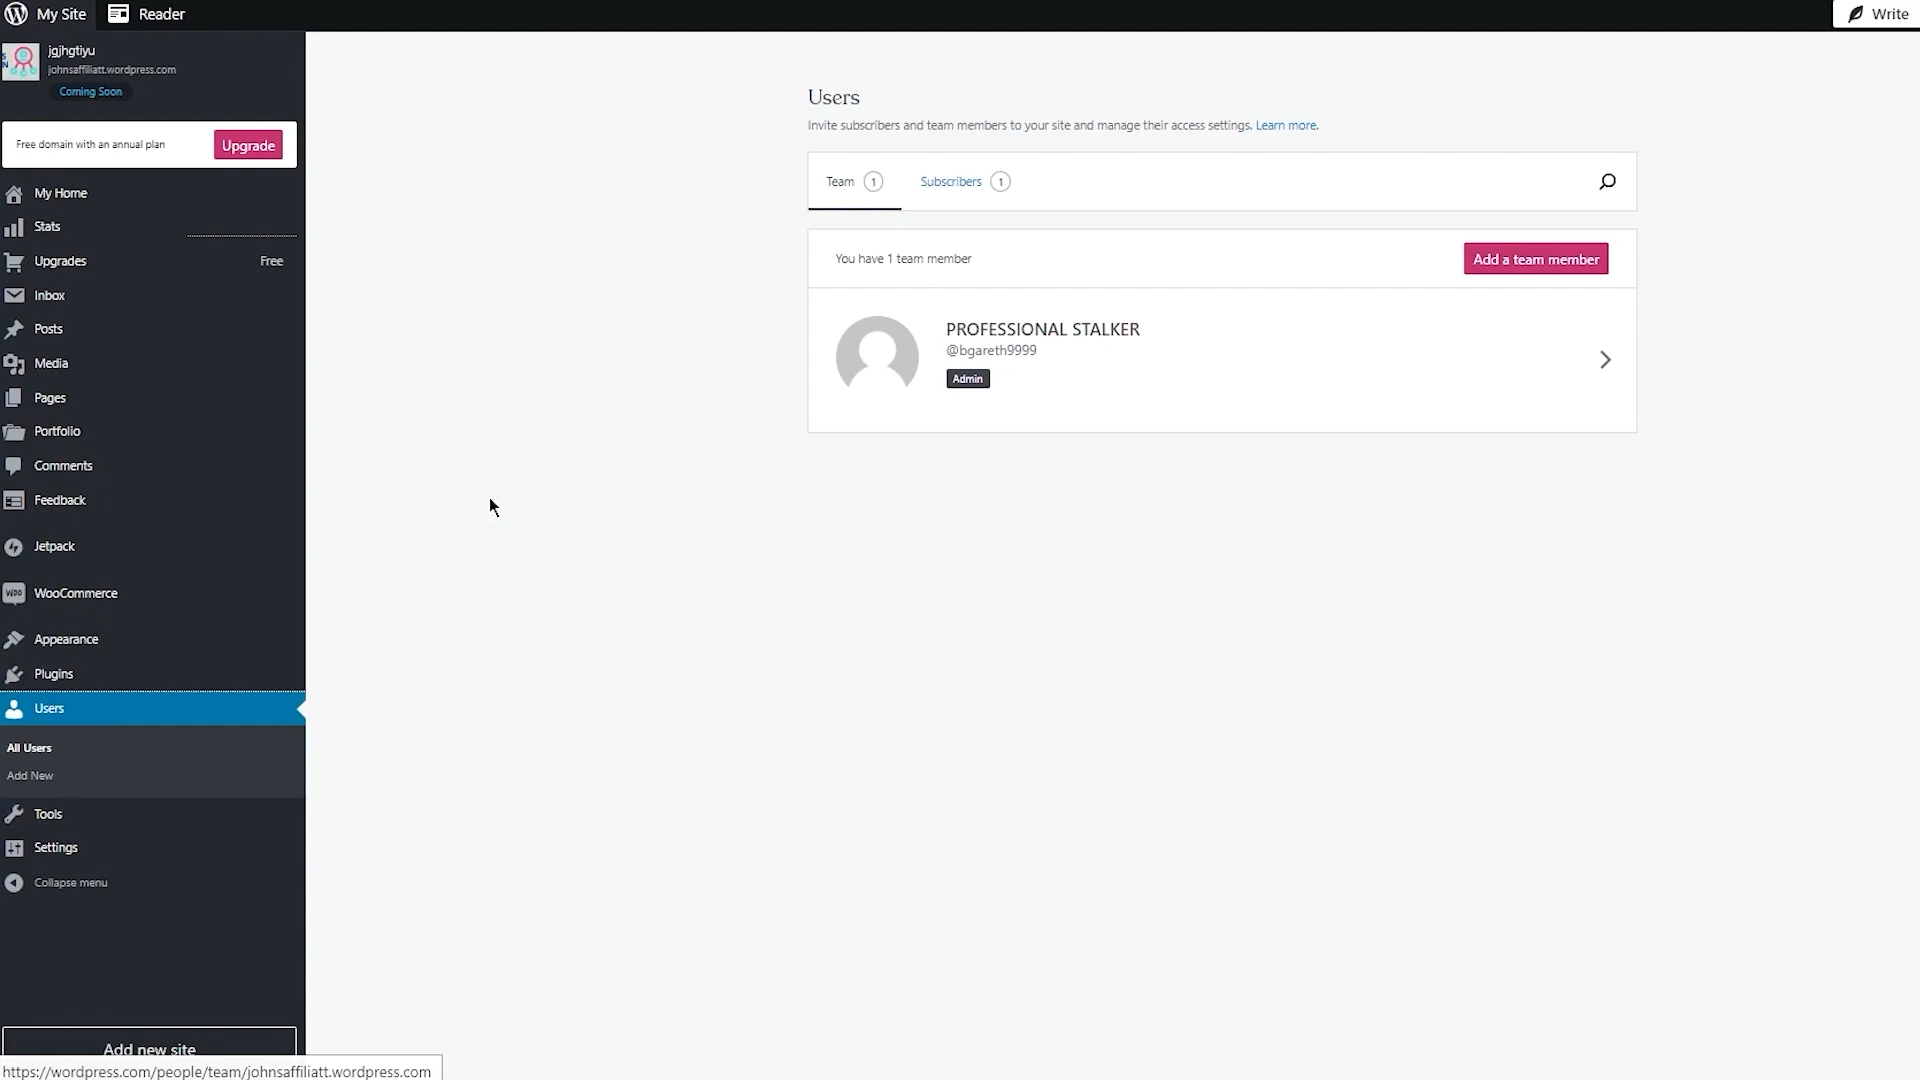 My Site
Reader
Write
jgjhgtiyu
johnsaffiliatt.wordpress.com
Coming Soon
Free domain with an annual plan
Upgrade
My Home
Stats
Upgrades
Free
Inbox
Posts
Media
Pages
Portfolio
Comments
Feedback
Jetpack
WOO
WooCommerce
Appearance
Plugins
Users
All Users
Add New
Tools
Settings
Collapse menu
Add new site
https://wordpress.com/people/team/johnsaffiliatt.wordpress.com
Users
Invite subscribers and team members to your site and manage their access settings. Learn more.
Team 1
Subscribers 1
You have 1 team member
Add a team member
PROFESSIONAL STALKER
@bgareth9999
Admin